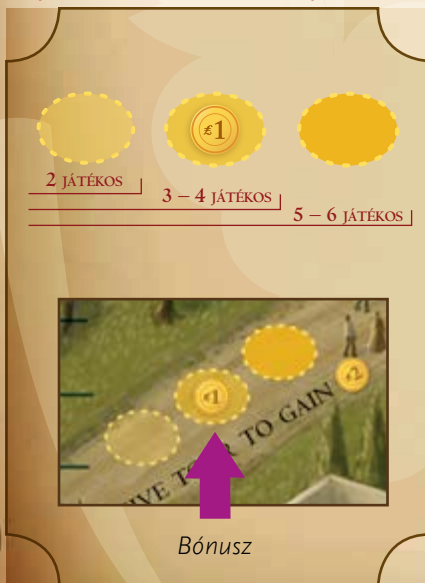 £1
2 JÁTÉKOS
3 – 4 JÁTÉKOS
5 – 6 JÁTÉKOS
£1
£2
TO GAIN
Bónusz